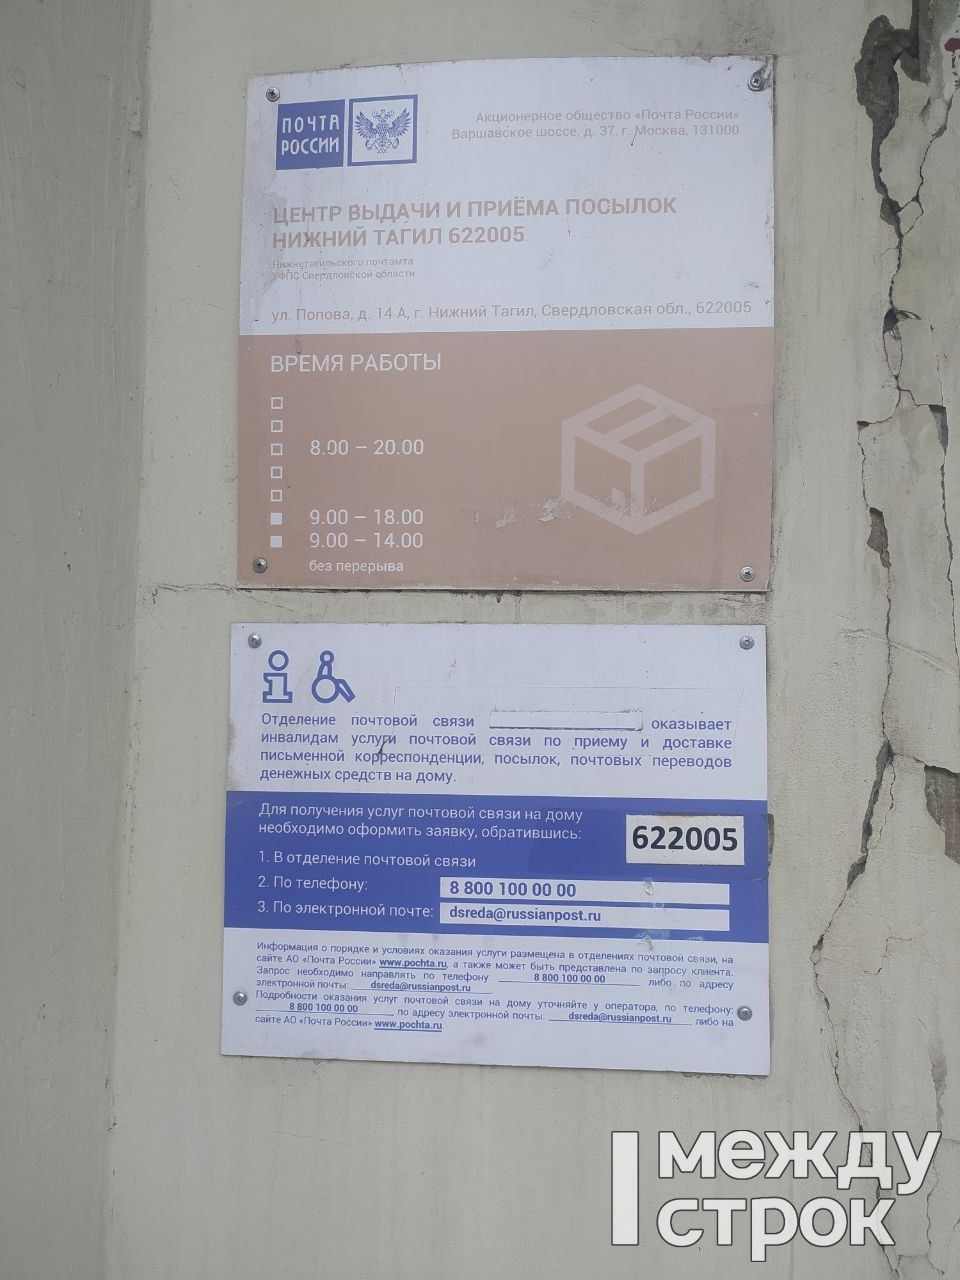 ПОЧТА
РОССИИ
Акционерное общество «Почта России»
Варшавское шоссе, д. 37, г. Москва, 131000
ЦЕНТР ВЫДАЧИ И ПРИЁМА ПОСЫЛОК
НИЖНИЙ ТАГИЛ 622005
Нижнетагильского почтамта
УФПС Свердловской области
ул. Попова, д. 14 А, г. Нижний Тагил, Свердловская обл., 622005
ВРЕМЯ РАБОТЫ
8.00 – 20.00
9.00 – 18.00
9.00 – 14.00
без перерыва
Отделение почтовой связи оказывает
инвалидам услуги почтовой связи по приему и доставке
письменной корреспонденции, посылок, почтовых переводов
денежных средств на дому.
Для получения услуг почтовой связи на дому
необходимо оформить заявку, обратившись:
622005
1. В отделение почтовой связи
2. По телефону: 8 800 100 00 00
3. По электронной почте: dsreda@russianpost.ru
Информация о порядке и условиях оказания услуги размещена в отделениях почтовой связи, на
сайте АО «Почта России» www.pochta.ru, а также может быть представлена по запросу клиента.
Запрос необходимо направлять по телефону: 8 800 100 00 00 либо по адресу
электронной почты: dsreda@russianpost.ru
Подробности оказания услуг почтовой связи на дому уточняйте у оператора, по телефону:
8 800 100 00 00 по адресу электронной почты: dsreda@russianpost.ru либо на
сайте АО «Почта России» www.pochta.ru.
между
строк